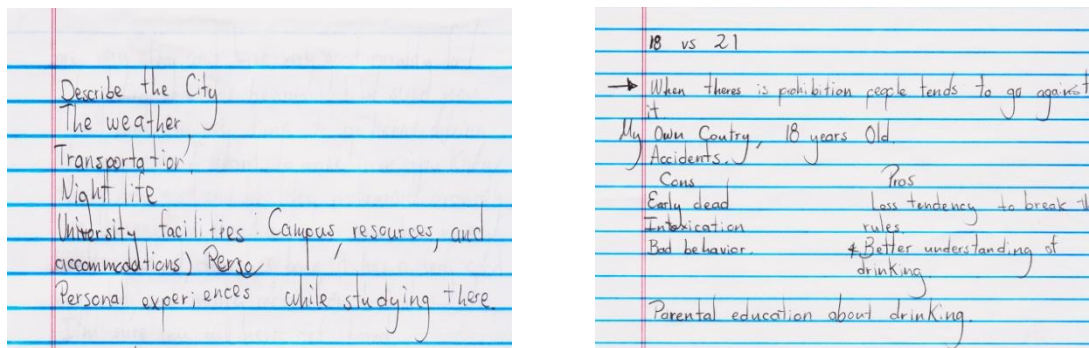 Describe the City
The weather,
Transportation,
Night life
University facilities: Campus, resources, and
accommodations) Perso
Personal experiences while studying there.
18 vs 21
→ When theres is prohibition people tends to go against
it.
My Own Coutry, 18 years Old.
Accidents.
Cons Pros
Early dead Loss tendency to break th
Intoxication rules.
Bad behavior. * Better understanding of
drinking.
Parental education about drinking.